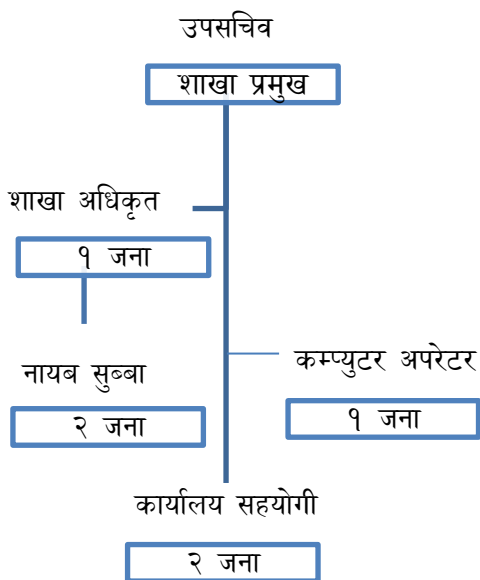 उपसचिव
शाखा प्रमुख
शाखा अधिकृत
१ जना
नायब सुब्बा
२ जना
कम्प्युटर अपरेटर
१ जना
कार्यालय सहयोगी
२ जना